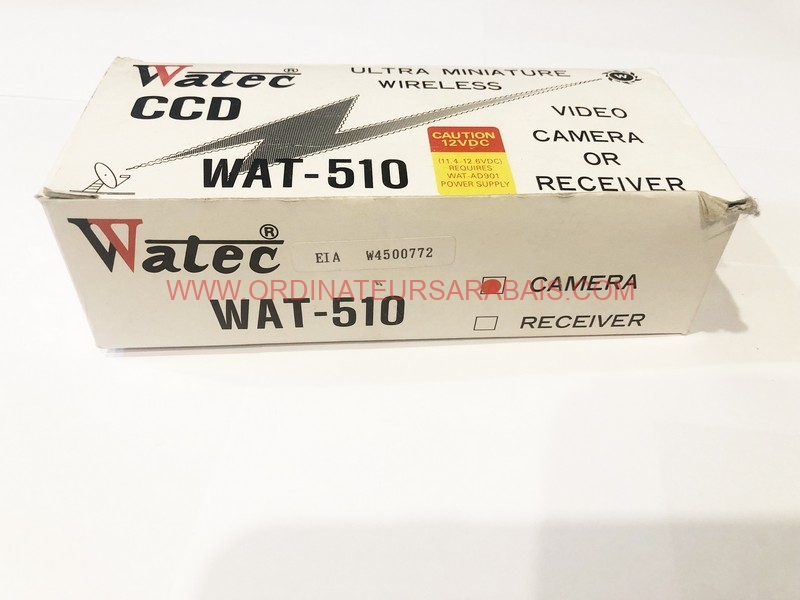 Watec®
CCD
WAT-510
ULTRA MINIATURE
WIRELESS
VIDEO
CAMERA
OR
RECEIVER
W
CAUTION
12VDC
(11.4-12.6VDC)
REQUIRES
WAT-AD901
POWER SUPPLY
Watec®
EIA W4500772
WAT-510
CAMERA
RECEIVER
WWW.ORDINATEURSARABAIS.COM